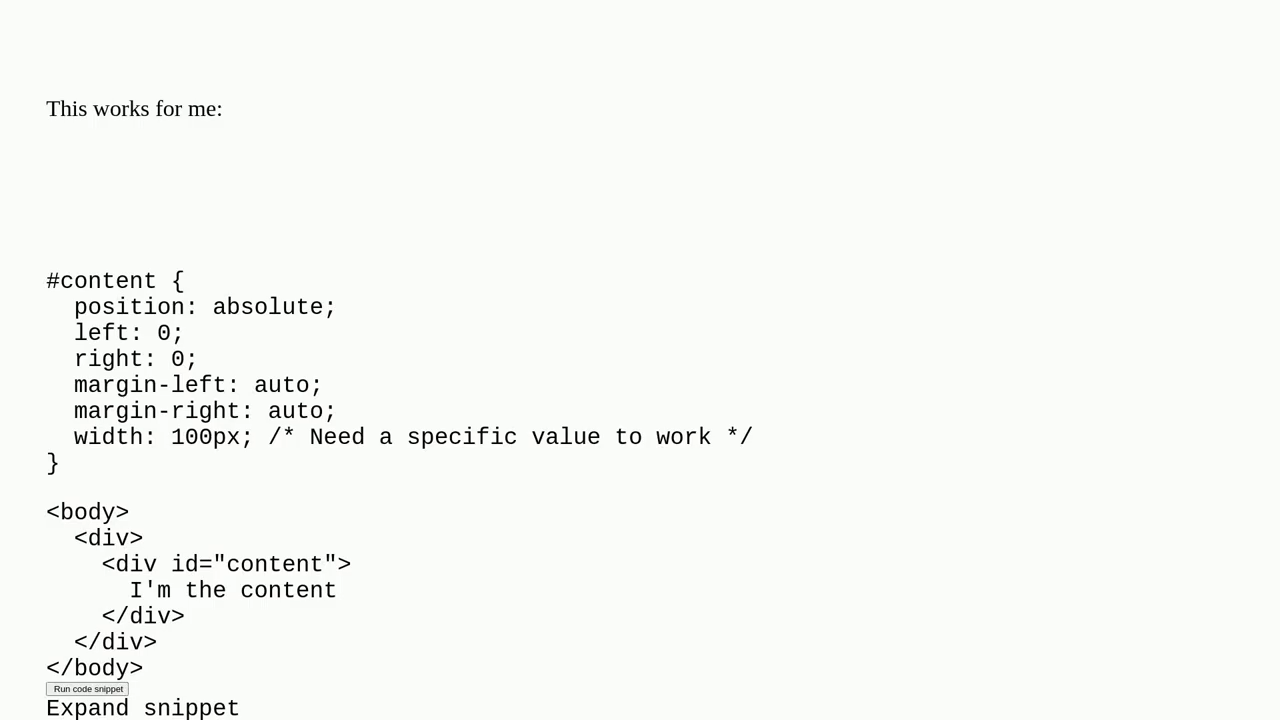 This works for me:
#content {
  position: absolute;
  left: 0;
  right: 0;
  margin-left: auto;
  margin-right: auto;
  width: 100px; /* Need a specific value to work */
}
<body>
  <div>
    <div id="content">
      I'm the content
    </div>
  </div>
</body>
Run code snippet
Expand snippet